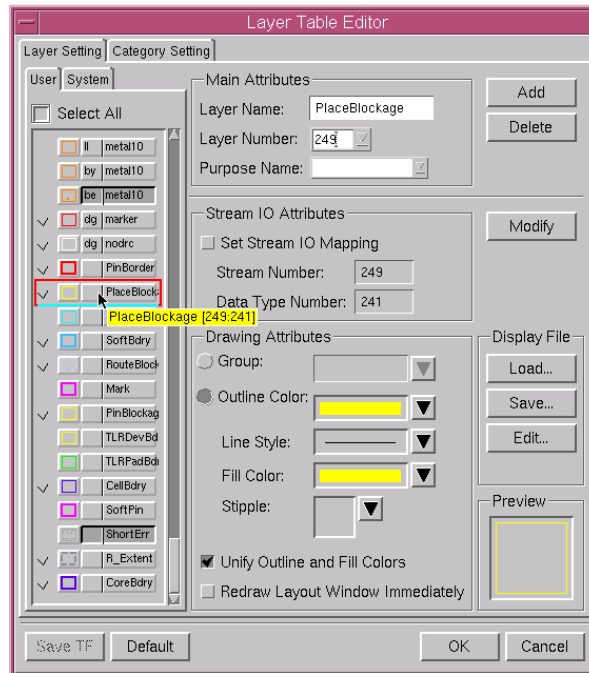 Layer Table Editor
Layer Setting
Category Setting
User
System
Select All
ll metal10
by metal10
be metal10
dg marker
dg nodrc
PinBorder
PlaceBlock
PlaceBlockage [249:241]
SoftBdry
RouteBlock
Mark
PinBlockag
TLRDevBd
TLRPadBd
CellBdry
SoftPin
ShortErr
R_Extent
CoreBdry
Main Attributes
Layer Name: PlaceBlockage
Layer Number: 249
Purpose Name:
Add
Delete
Stream IO Attributes
Set Stream IO Mapping
Stream Number: 249
Data Type Number: 241
Modify
Drawing Attributes
Group:
Outline Color:
Line Style:
Fill Color:
Stipple:
Unify Outline and Fill Colors
Redraw Layout Window Immediately
Display File
Load...
Save...
Edit...
Preview
Save TF
Default
OK
Cancel